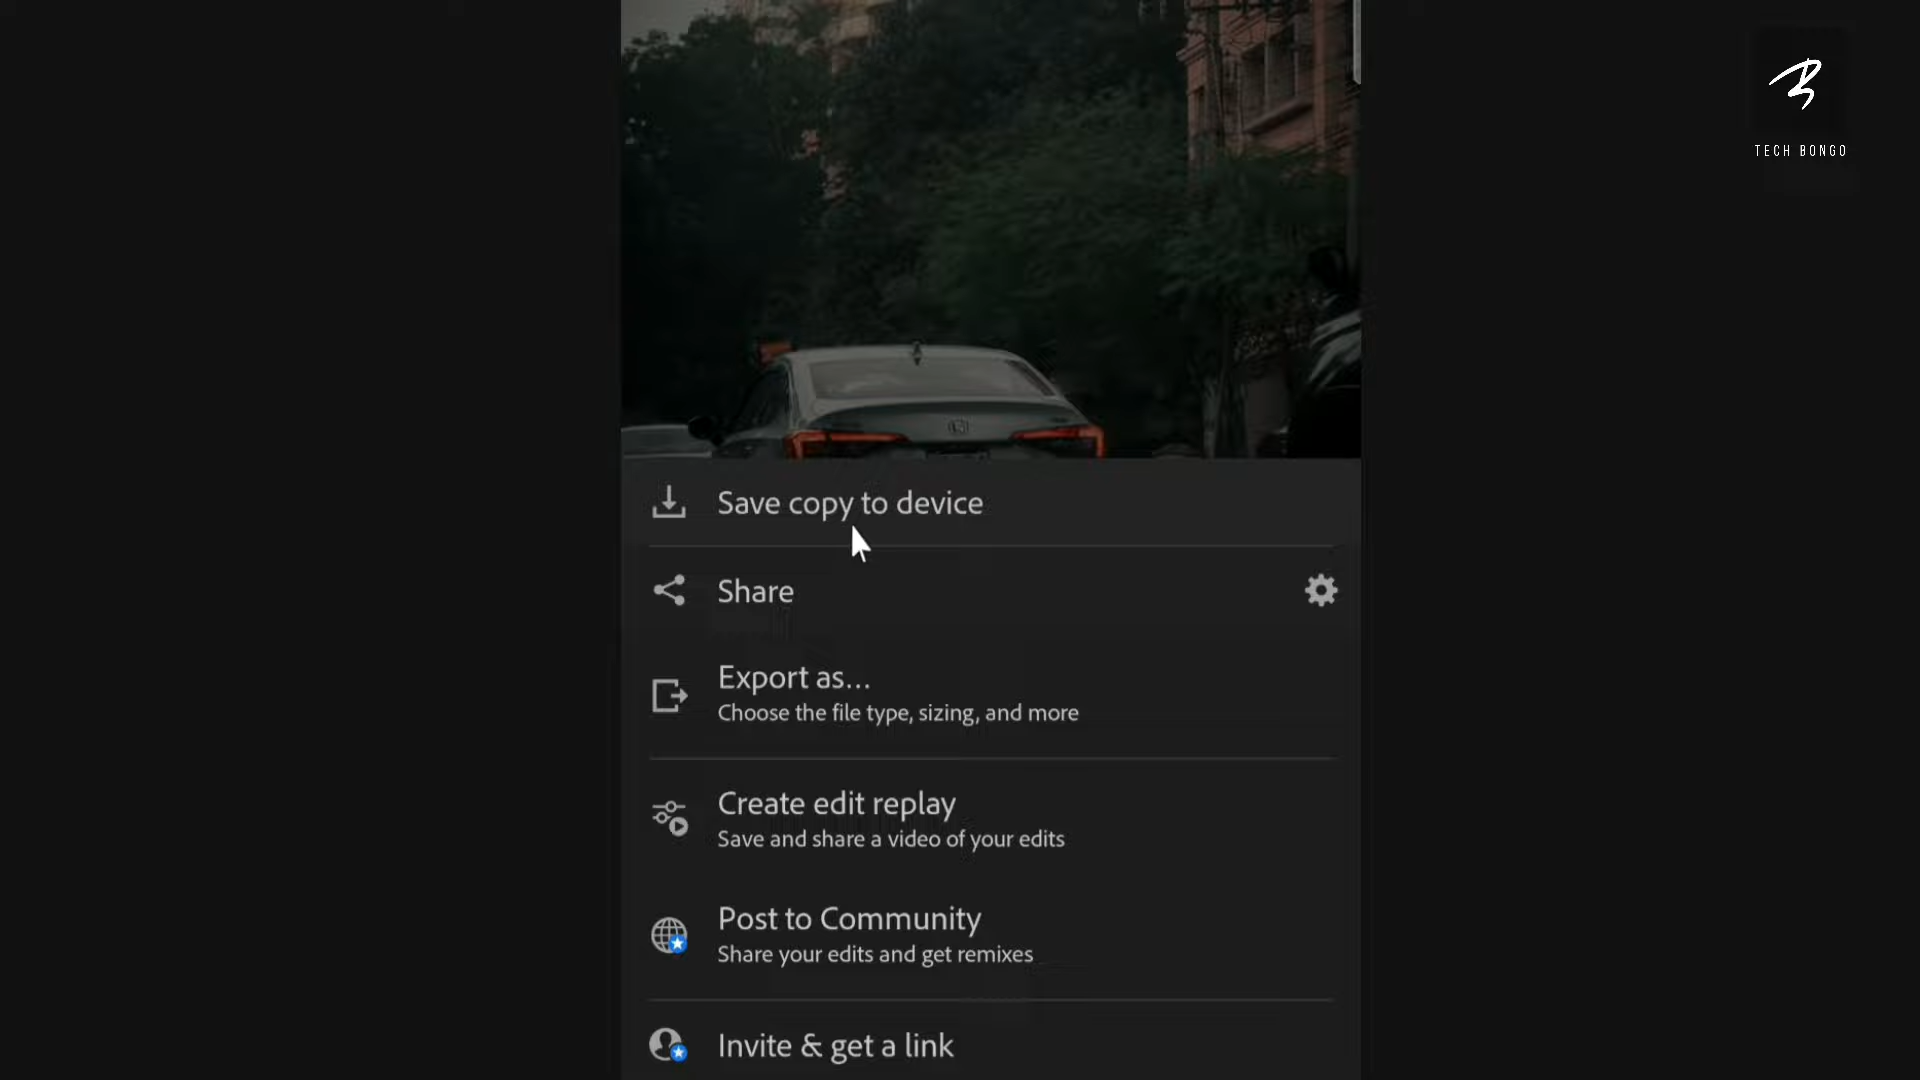 TECH BONGO
Save copy to device
Share
Export as...
Choose the file type, sizing, and more
Create edit replay
Save and share a video of your edits
Post to Community
Share your edits and get remixes
Invite & get a link